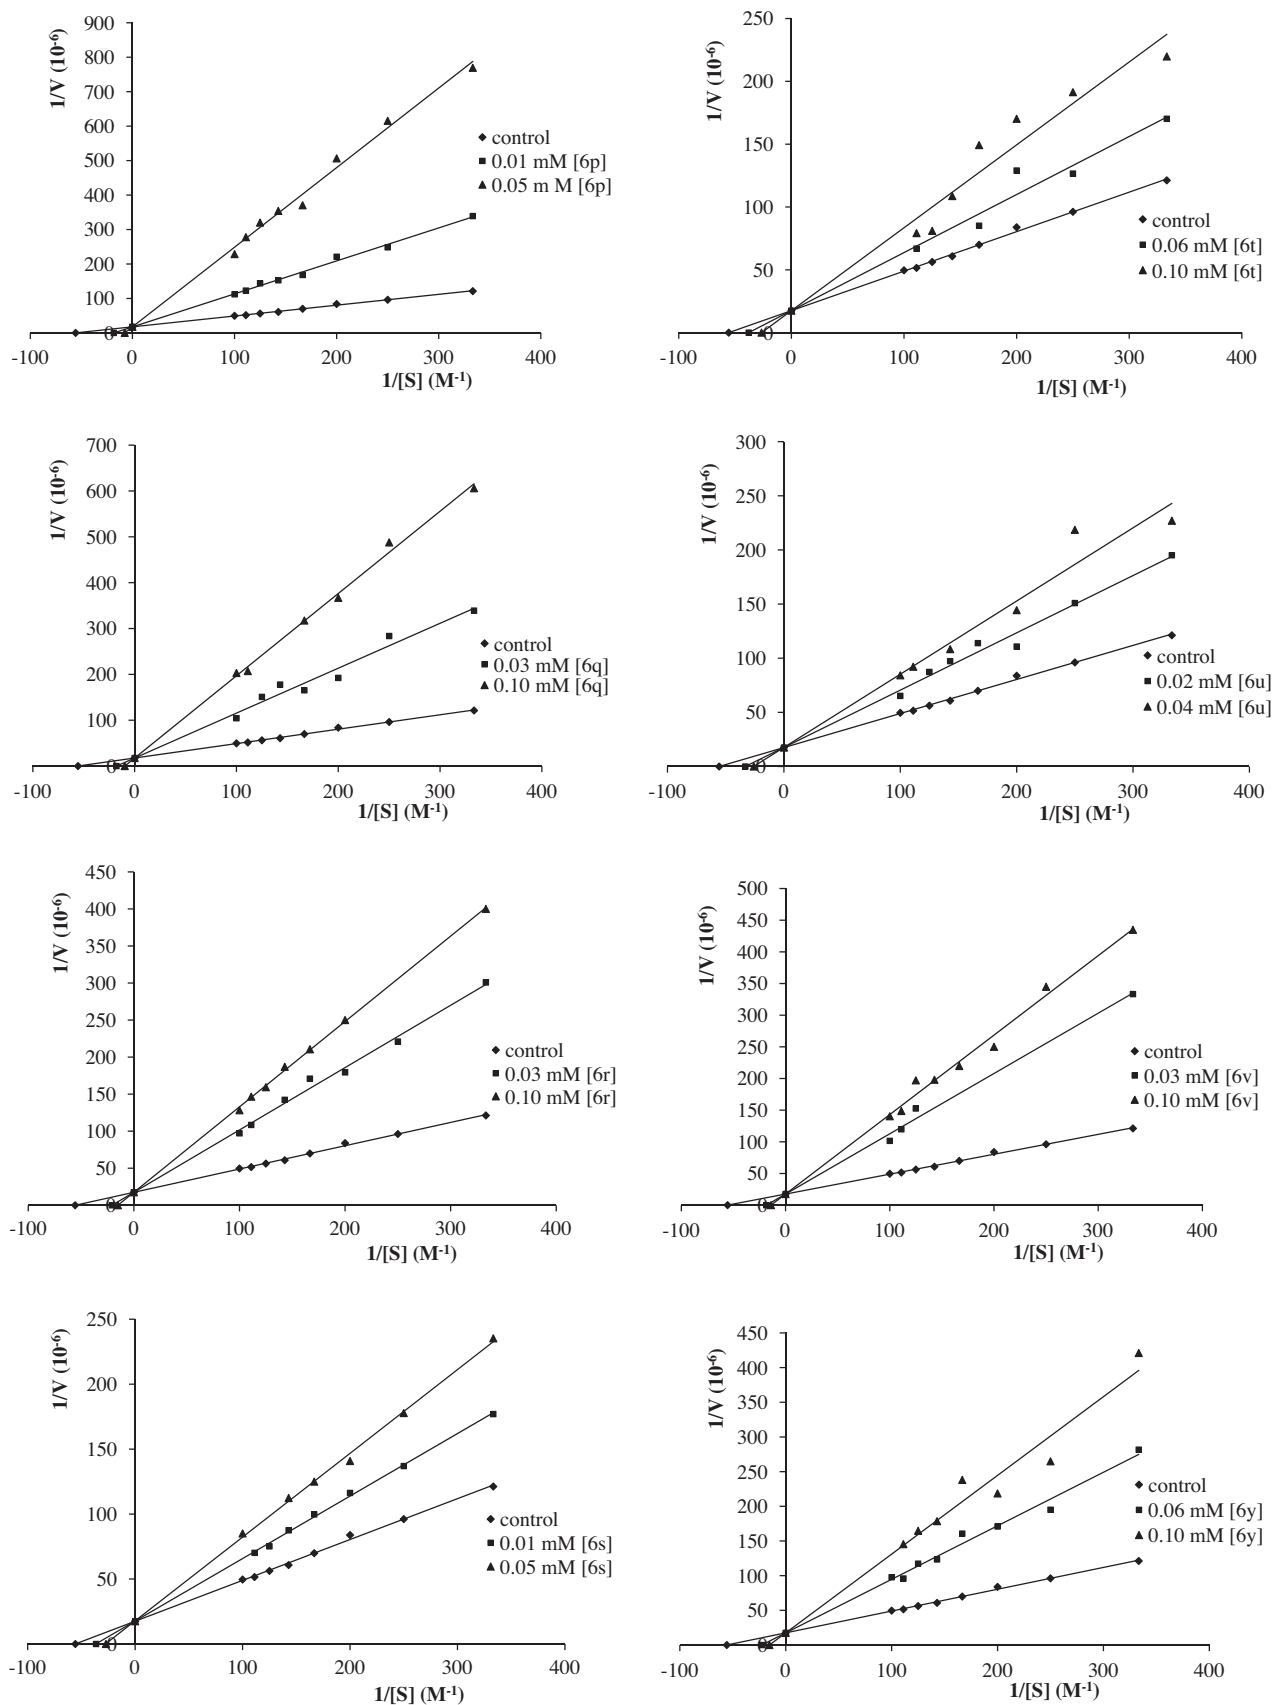 900
800
700
600
500
400
300
200
100
0
-100 0 100 200 300 400
1/V (10-6)
1/[S] (M-1)
control
0.01 mM [6p]
0.05 m M [6p]
250
200
150
100
50
0
-100 0 100 200 300 400
1/V (10-6)
1/[S] (M-1)
control
0.06 mM [6t]
0.10 mM [6t]
700
600
500
400
300
200
100
0
-100 0 100 200 300 400
1/V (10-6)
1/[S] (M-1)
control
0.03 mM [6q]
0.10 mM [6q]
300
250
200
150
100
50
0
-100 0 100 200 300 400
1/V (10-6)
1/[S] (M-1)
control
0.02 mM [6u]
0.04 mM [6u]
450
400
350
300
250
200
150
100
50
0
-100 0 100 200 300 400
1/V (10-6)
1/[S] (M-1)
control
0.03 mM [6r]
0.10 mM [6r]
500
450
400
350
300
250
200
150
100
50
0
-100 0 100 200 300 400
1/V (10-6)
1/[S] (M-1)
control
0.03 mM [6v]
0.10 mM [6v]
250
200
150
100
50
0
-100 0 100 200 300 400
1/V (10-6)
1/[S] (M-1)
control
0.01 mM [6s]
0.05 mM [6s]
450
400
350
300
250
200
150
100
50
0
-100 0 100 200 300 400
1/V (10-6)
1/[S] (M-1)
control
0.06 mM [6y]
0.10 mM [6y]